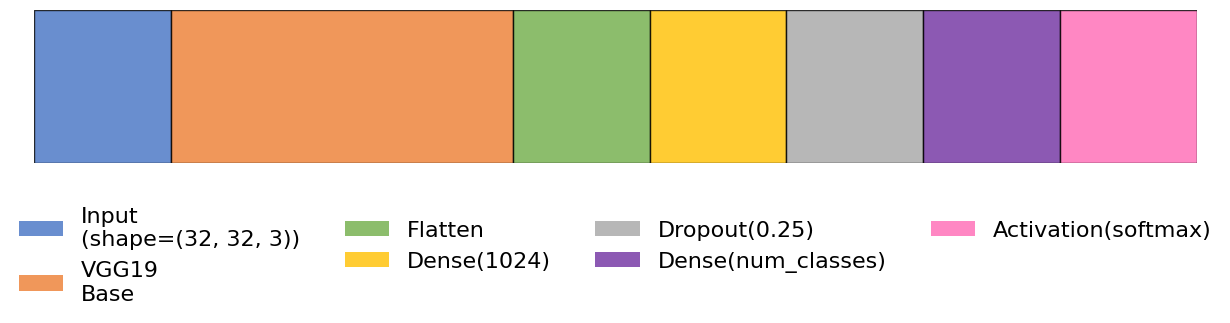 Input
(shape=(32, 32, 3))
VGG19
Base
Flatten
Dense(1024)
Dropout(0.25)
Dense(num_classes)
Activation(softmax)